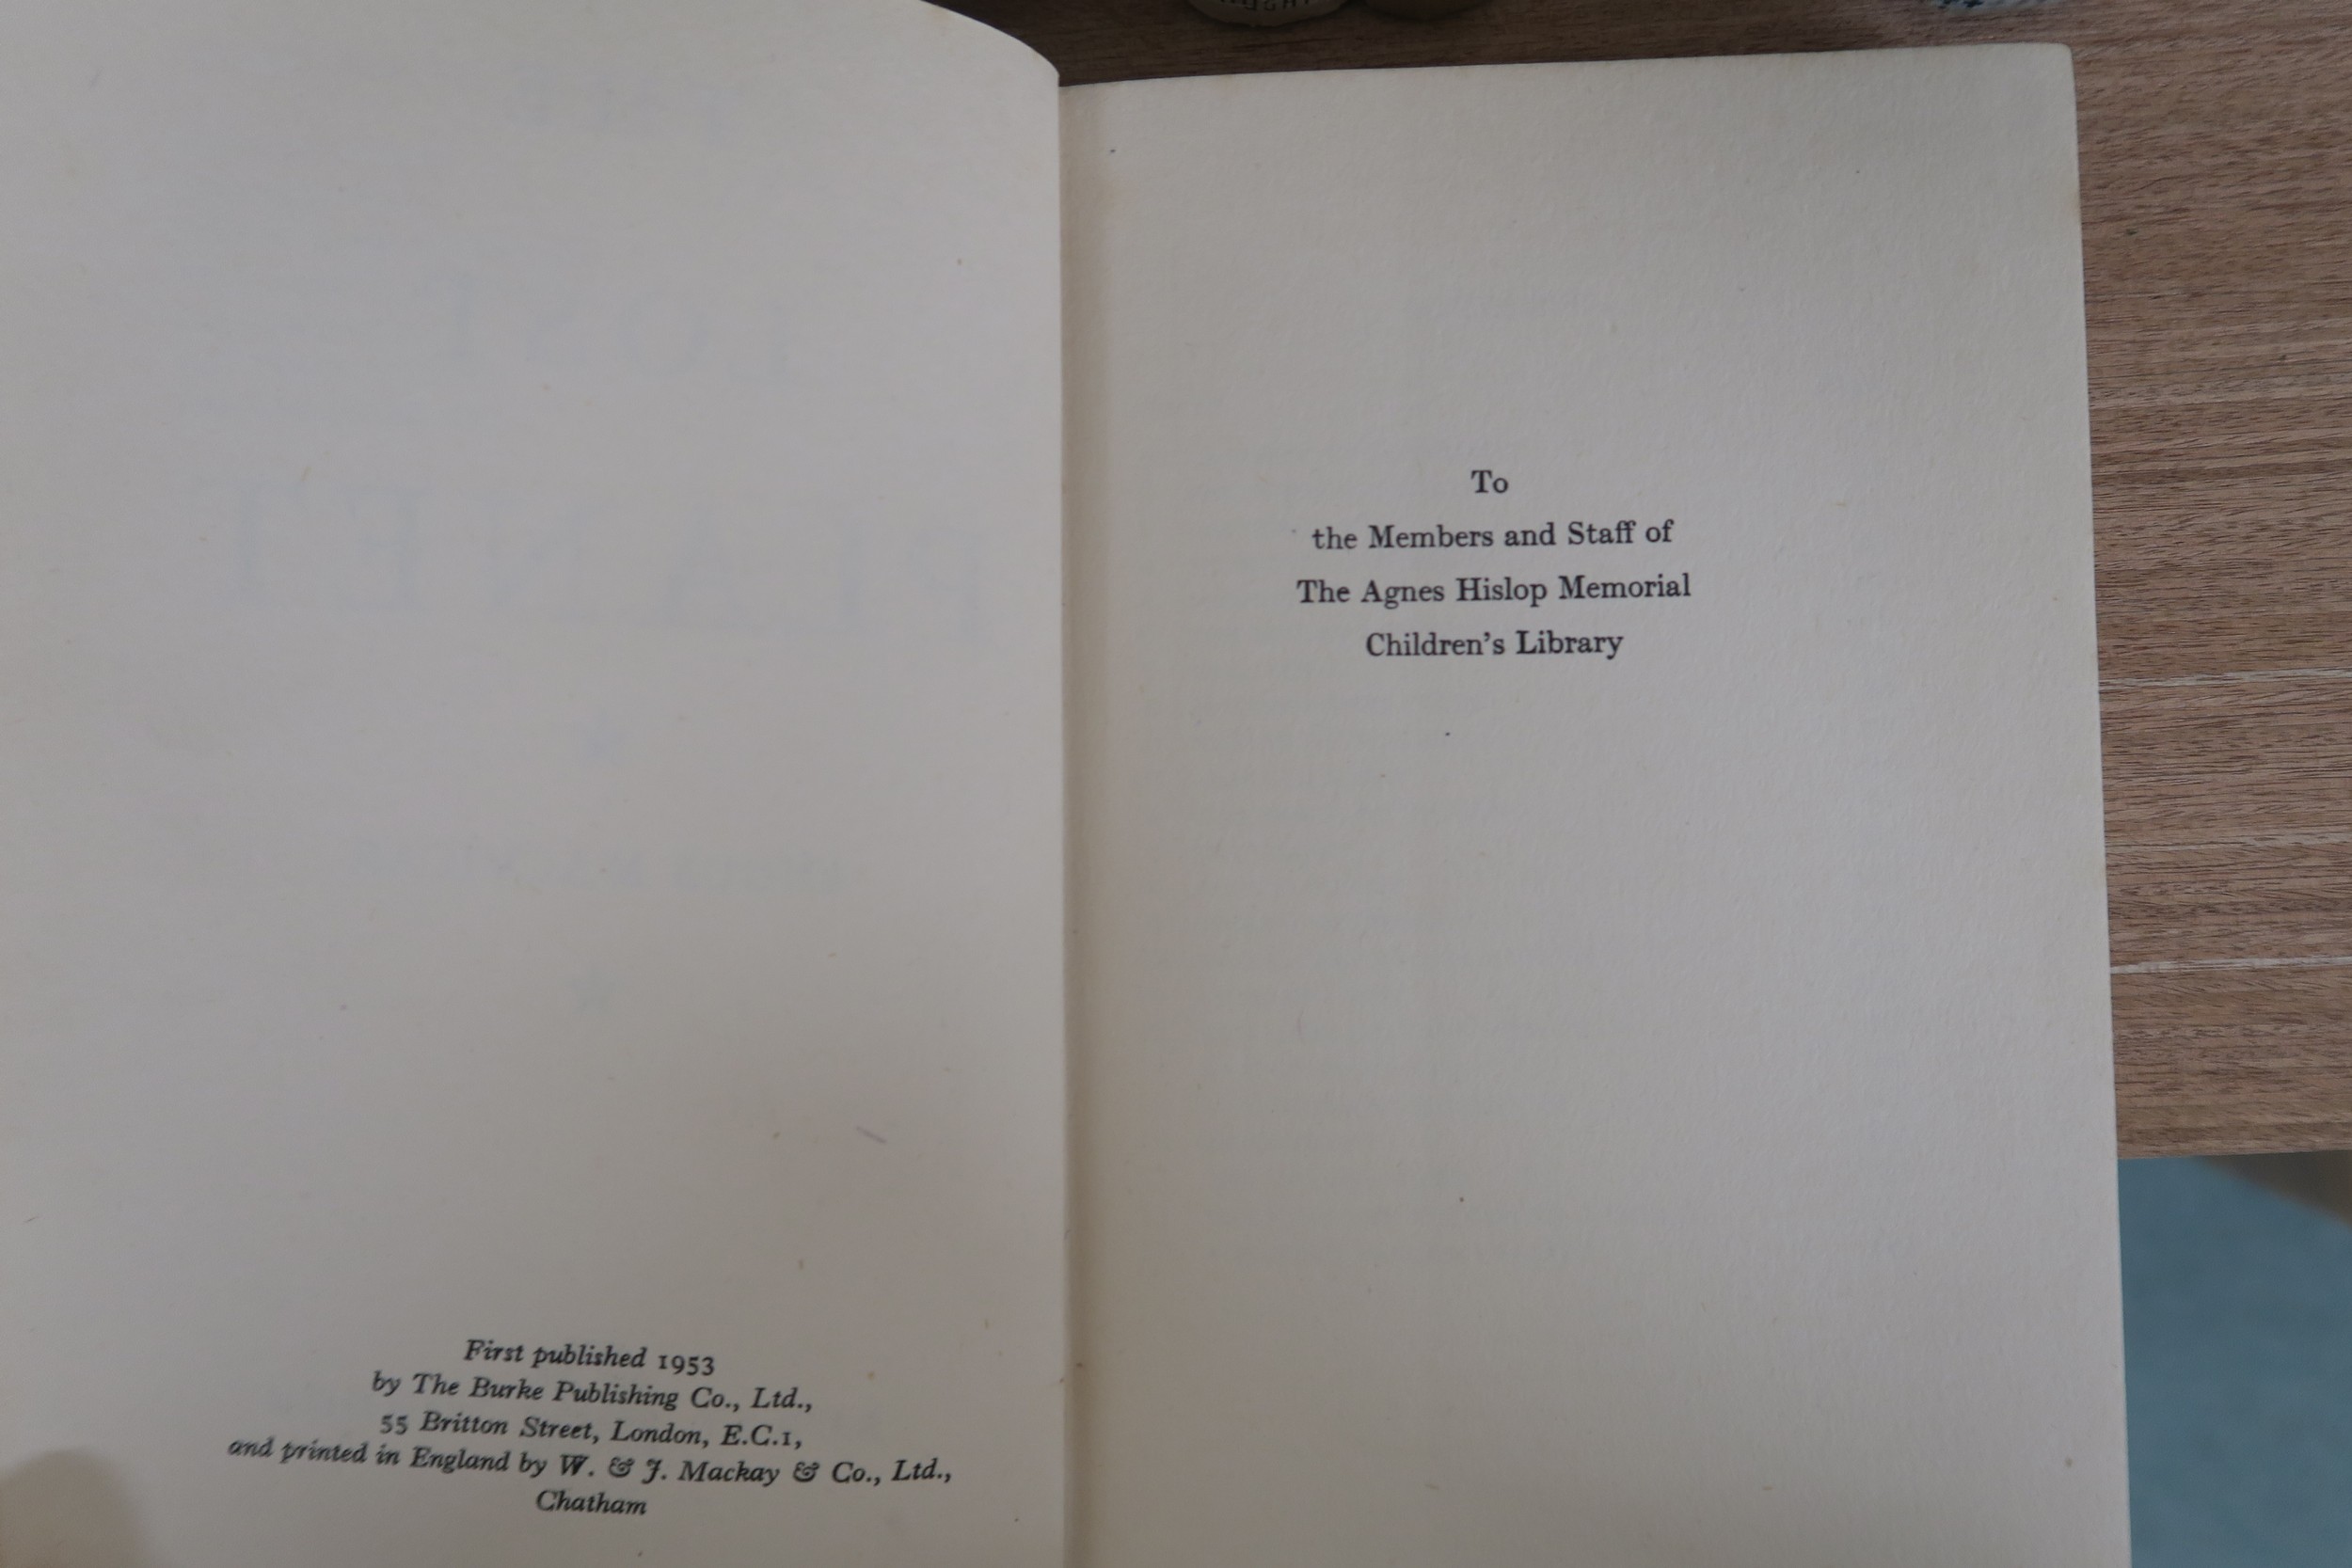 First published 1953
by The Burke Publishing Co., Ltd.,
55 Britton Street, London, E.C.1,
and printed in England by W. & J. Mackay & Co., Ltd.,
Chatham
To
the Members and Staff of
The Agnes Hislop Memorial
Children's Library